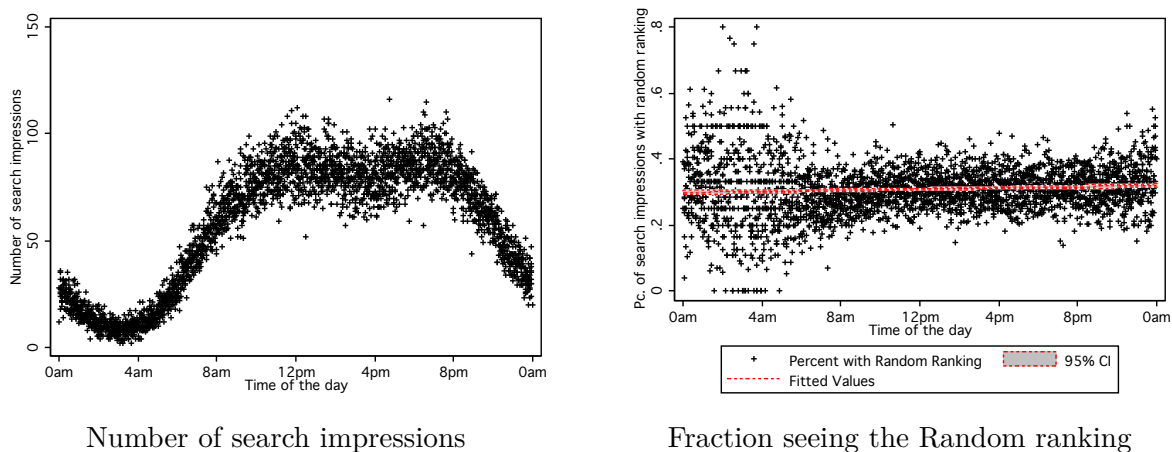 Number of search impressions
150
100
50
0
0am 4am 8am 12pm 4pm 8pm 0am
Time of the day
Number of search impressions
Pc. of search impressions with random ranking
.8
.6
.4
.2
0
0am 4am 8am 12pm 4pm 8pm 0am
Time of the day
Percent with Random Ranking 95% CI
Fitted Values
Fraction seeing the Random ranking